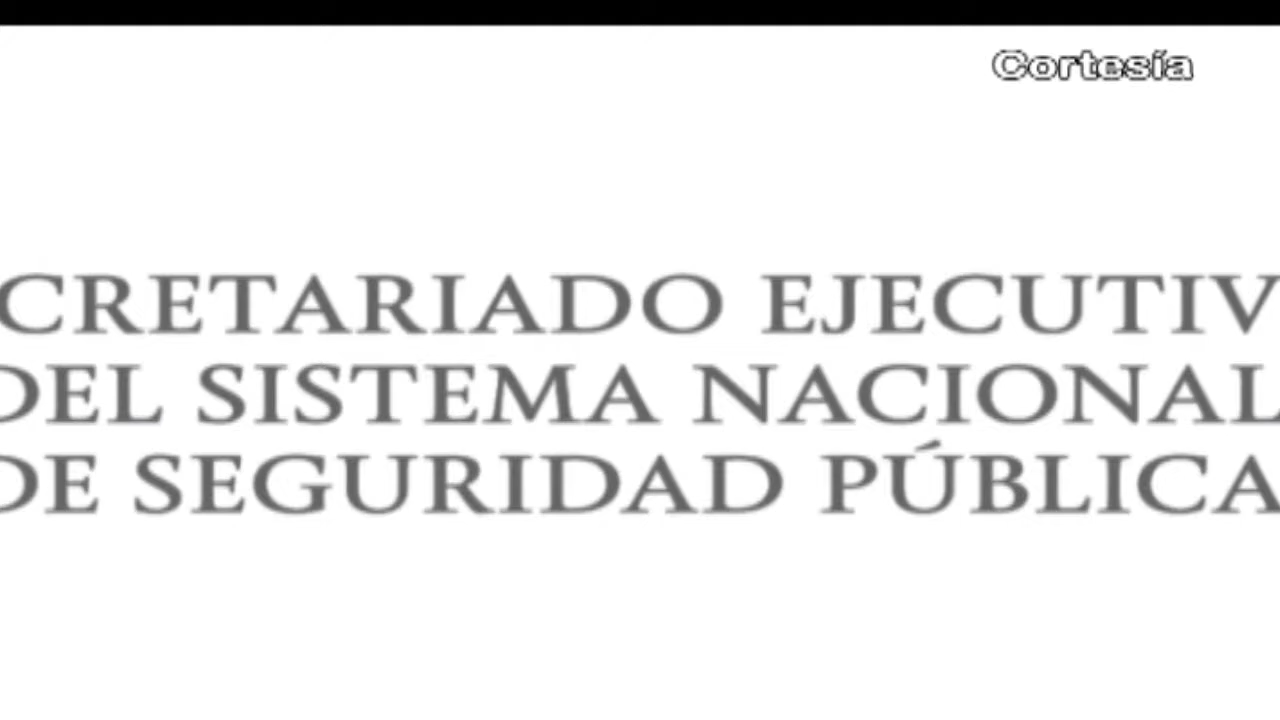 Cortesía
CRETARIADO EJECUTIV
DEL SISTEMA NACIONAL
DE SEGURIDAD PÚBLICA